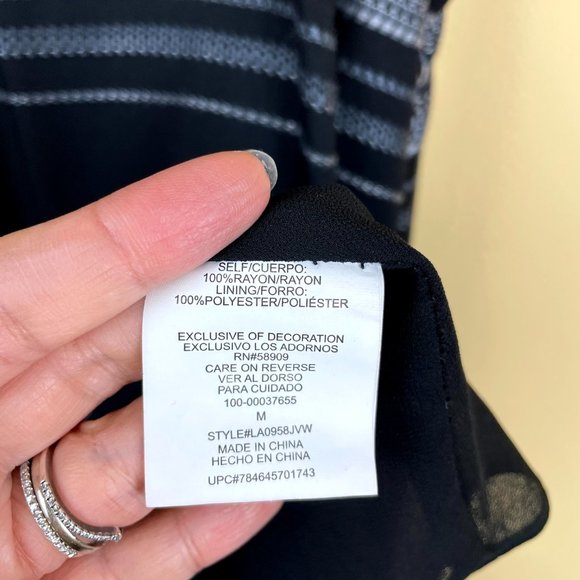 SELF/CUERPO:
100%RAYON/RAYON
LINING/FORRO:
100%POLYESTER/POLIÉSTER
EXCLUSIVE OF DECORATION
EXCLUSIVO LOS ADORNOS
RN#58909
CARE ON REVERSE
VER AL DORSO
PARA CUIDADO
100-00037655
M
STYLE#LA0958JVW
MADE IN CHINA
HECHO EN CHINA
UPC#784645701743